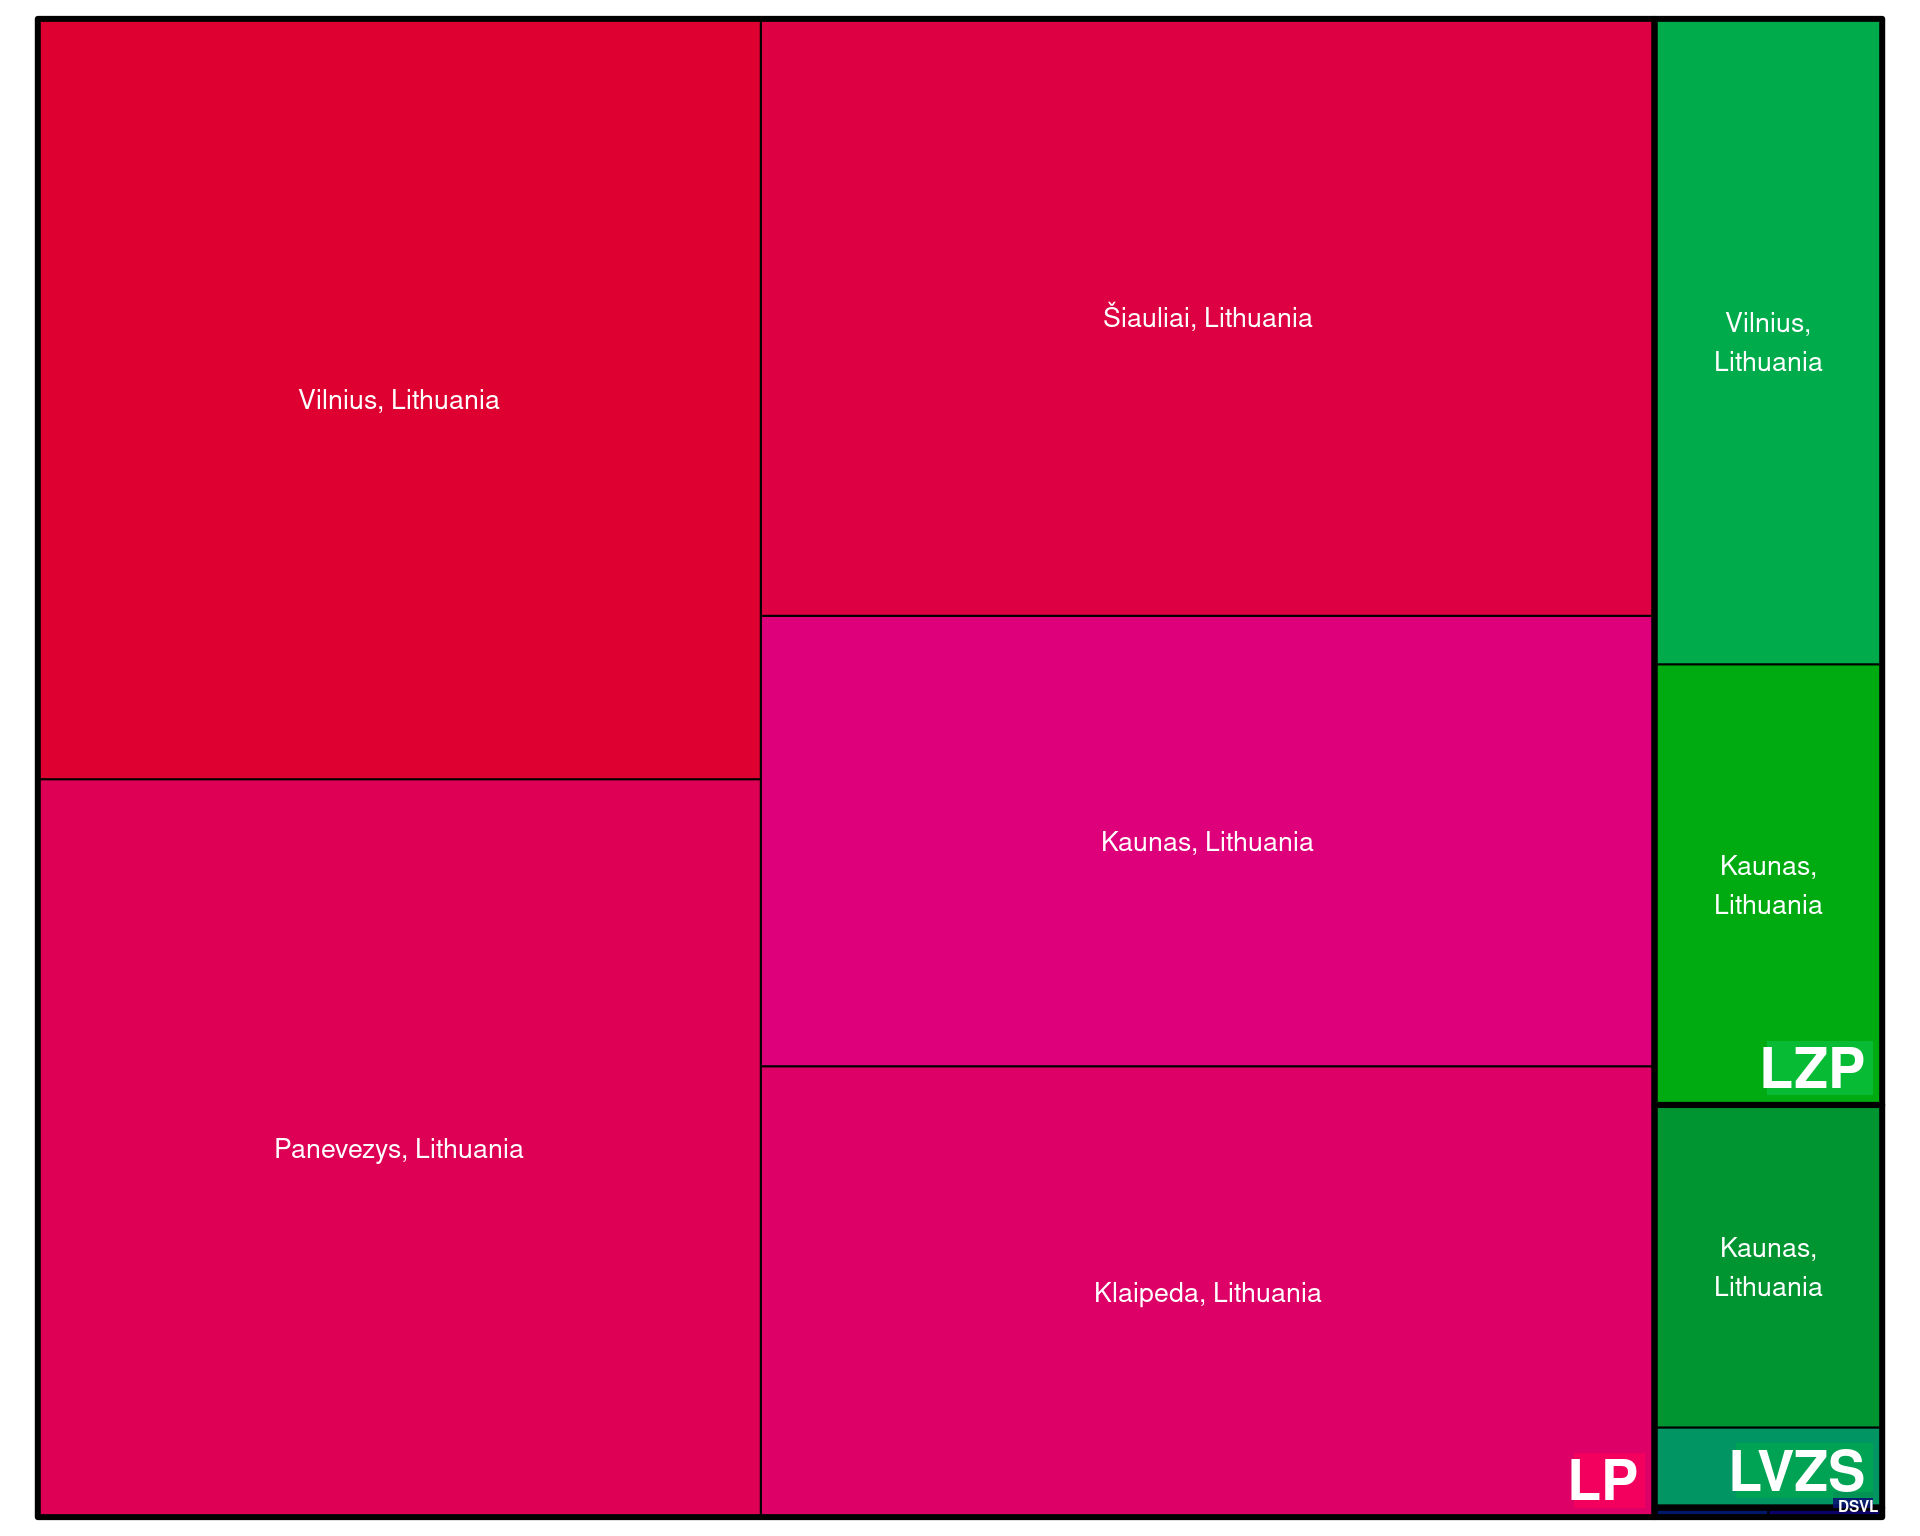 Vilnius, Lithuania
Panevezys, Lithuania
Šiauliai, Lithuania
Kaunas, Lithuania
Klaipeda, Lithuania
LP
Vilnius,
Lithuania
Kaunas,
Lithuania
LZP
Kaunas,
Lithuania
LVZS
DSVL